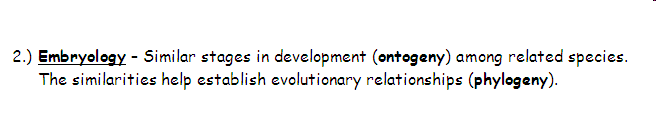 2.) Embryology - Similar stages in development (ontogeny) among related species.
The similarities help establish evolutionary relationships (phylogeny).